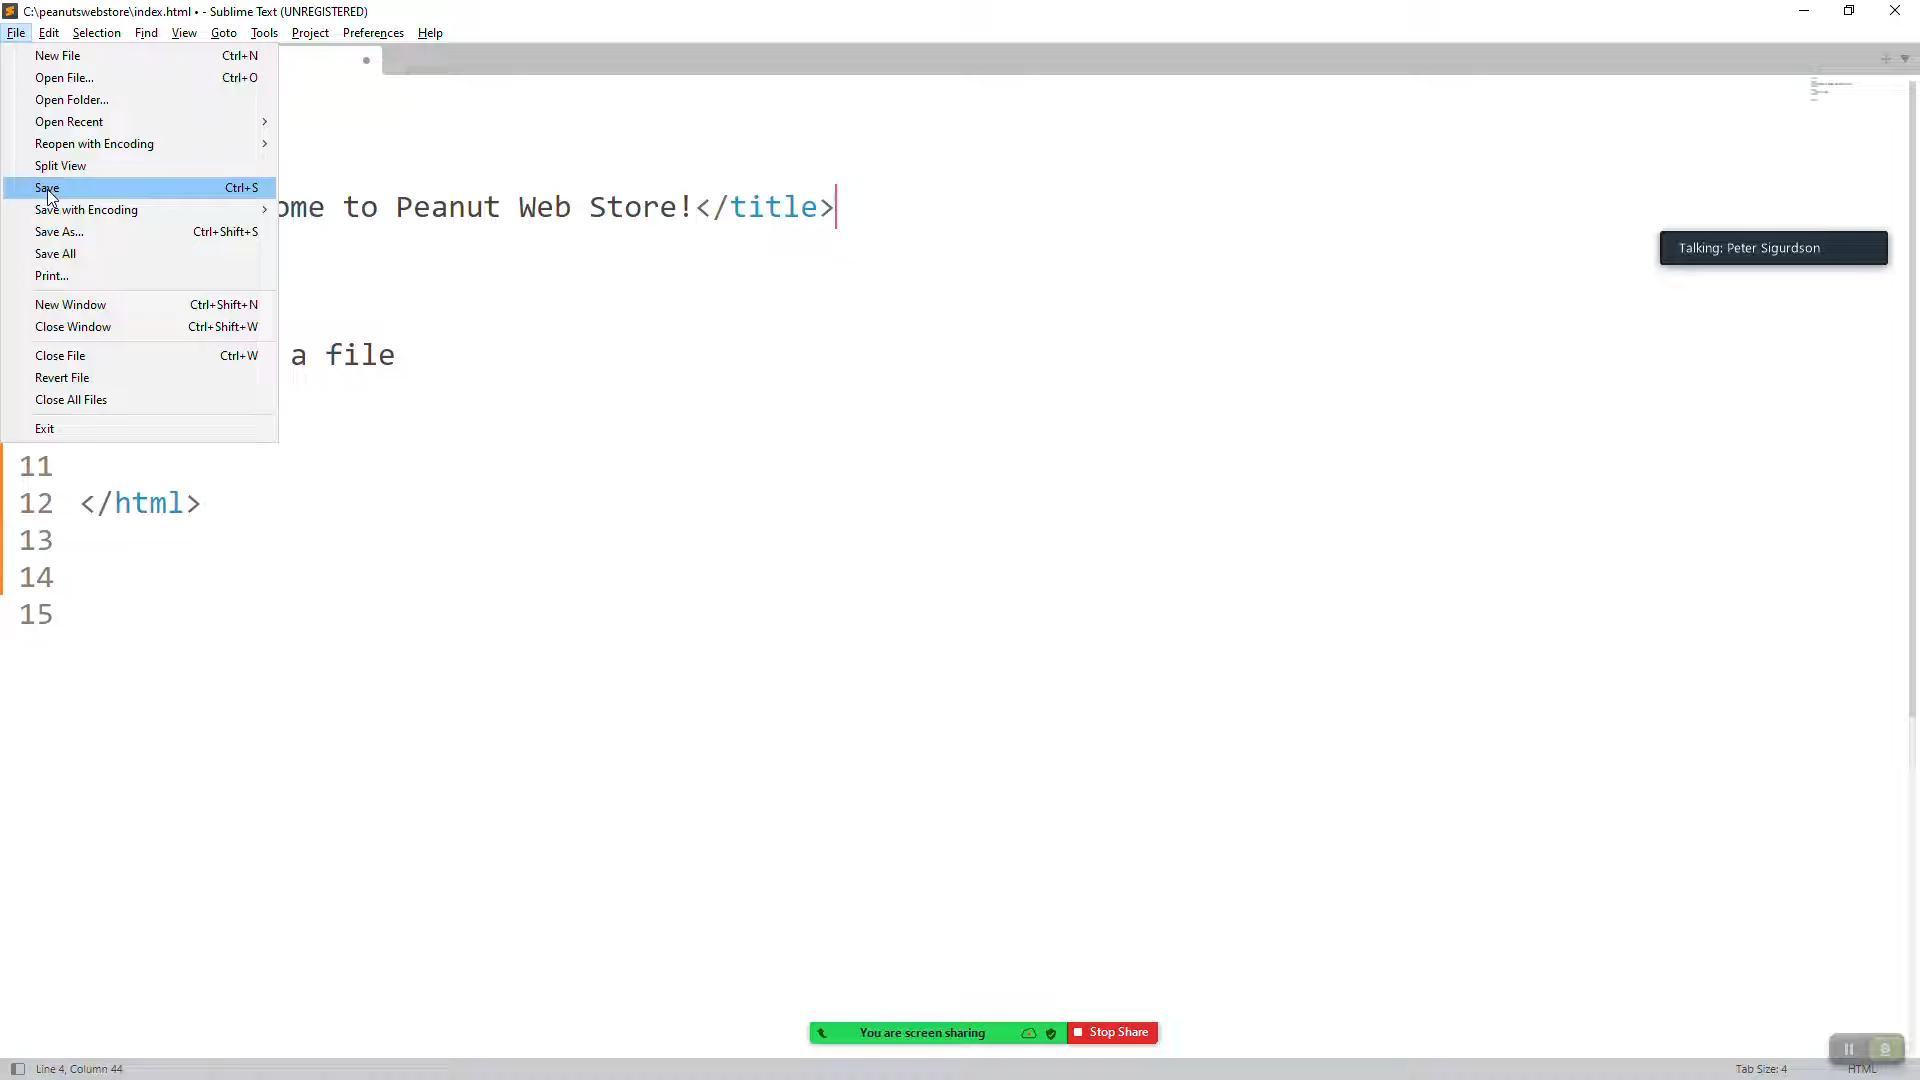 C:\peanutswebstore\index.html • - Sublime Text (UNREGISTERED)
File Edit Selection Find View Goto Tools Project Preferences Help
New File Ctrl+N
Open File... Ctrl+O
Open Folder...
Open Recent
Reopen with Encoding
Split View
Save Ctrl+S
Save with Encoding
Save As... Ctrl+Shift+S
Save All
Print...
New Window Ctrl+Shift+N
Close Window Ctrl+Shift+W
Close File Ctrl+W
Revert File
Close All Files
Exit
ome to Peanut Web Store!</title>
Talking: Peter Sigurdson
a file
11
12 </html>
13
14
15
You are screen sharing Stop Share
Line 4, Column 44 Tab Size: 4 HTML